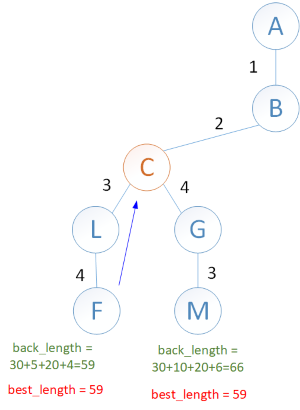 A
1
B
2
C
3 4
L G
4 3
F M
back_length =
30+5+20+4=59
best_length = 59
back_length =
30+10+20+6=66
best_length = 59